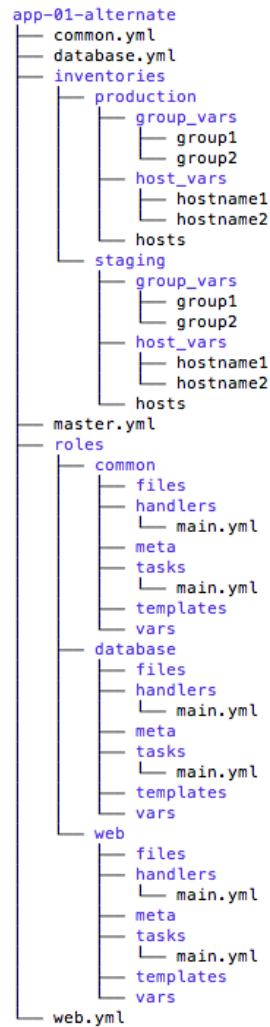 app-01-alternate
├── common.yml
├── database.yml
├── inventories
│   ├── production
│   │   ├── group_vars
│   │   │   ├── group1
│   │   │   └── group2
│   │   ├── host_vars
│   │   │   ├── hostname1
│   │   │   └── hostname2
│   │   └── hosts
│   └── staging
│       ├── group_vars
│       │   ├── group1
│       │   └── group2
│       ├── host_vars
│       │   ├── hostname1
│       │   └── hostname2
│       └── hosts
├── master.yml
├── roles
│   ├── common
│   │   ├── files
│   │   ├── handlers
│   │   │   └── main.yml
│   │   ├── meta
│   │   ├── tasks
│   │   │   └── main.yml
│   │   ├── templates
│   │   └── vars
│   ├── database
│   │   ├── files
│   │   ├── handlers
│   │   │   └── main.yml
│   │   ├── meta
│   │   ├── tasks
│   │   │   └── main.yml
│   │   ├── templates
│   │   └── vars
│   └── web
│       ├── files
│       ├── handlers
│       │   └── main.yml
│       ├── meta
│       ├── tasks
│       │   └── main.yml
│       ├── templates
│       └── vars
└── web.yml